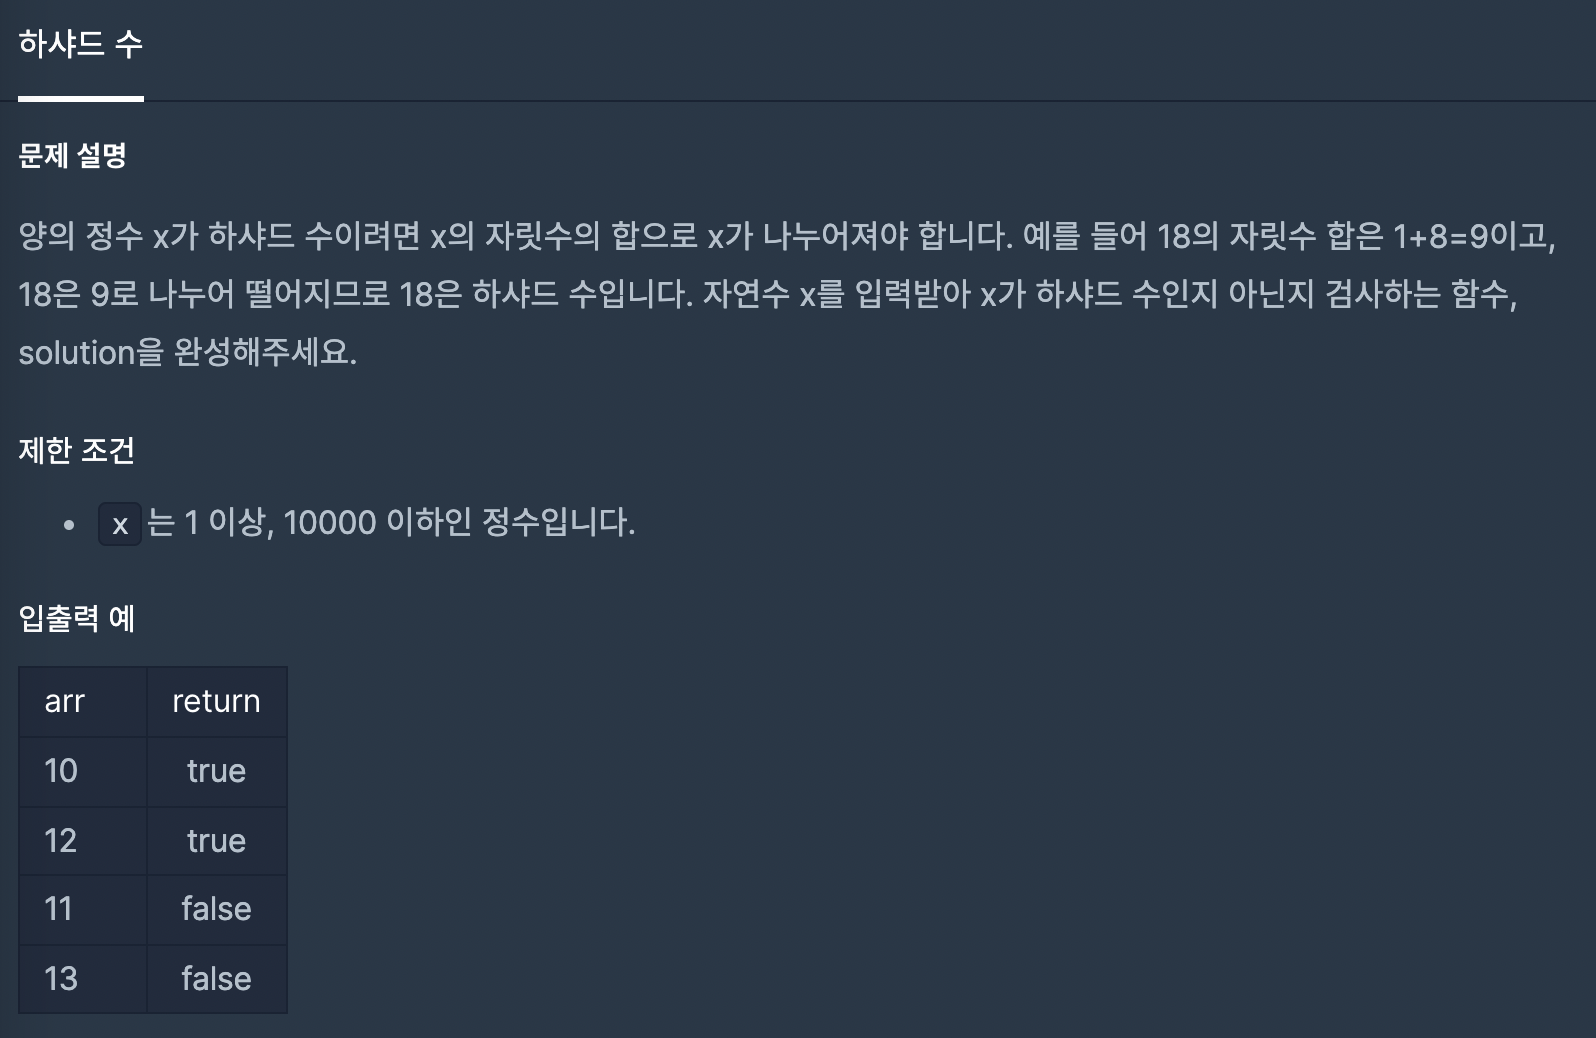 하샤드 수
문제 설명
양의 정수 x가 하샤드 수이려면 x의 자릿수의 합으로 x가 나누어져야 합니다. 예를 들어 18의 자릿수 합은 1+8=9이고,
18은 9로 나누어 떨어지므로 18은 하샤드 수입니다. 자연수 x를 입력받아 x가 하샤드 수인지 아닌지 검사하는 함수,
solution을 완성해주세요.
제한 조건
• x 는 1 이상, 10000 이하인 정수입니다.
입출력 예
arr return
10 true
12 true
11 false
13 false